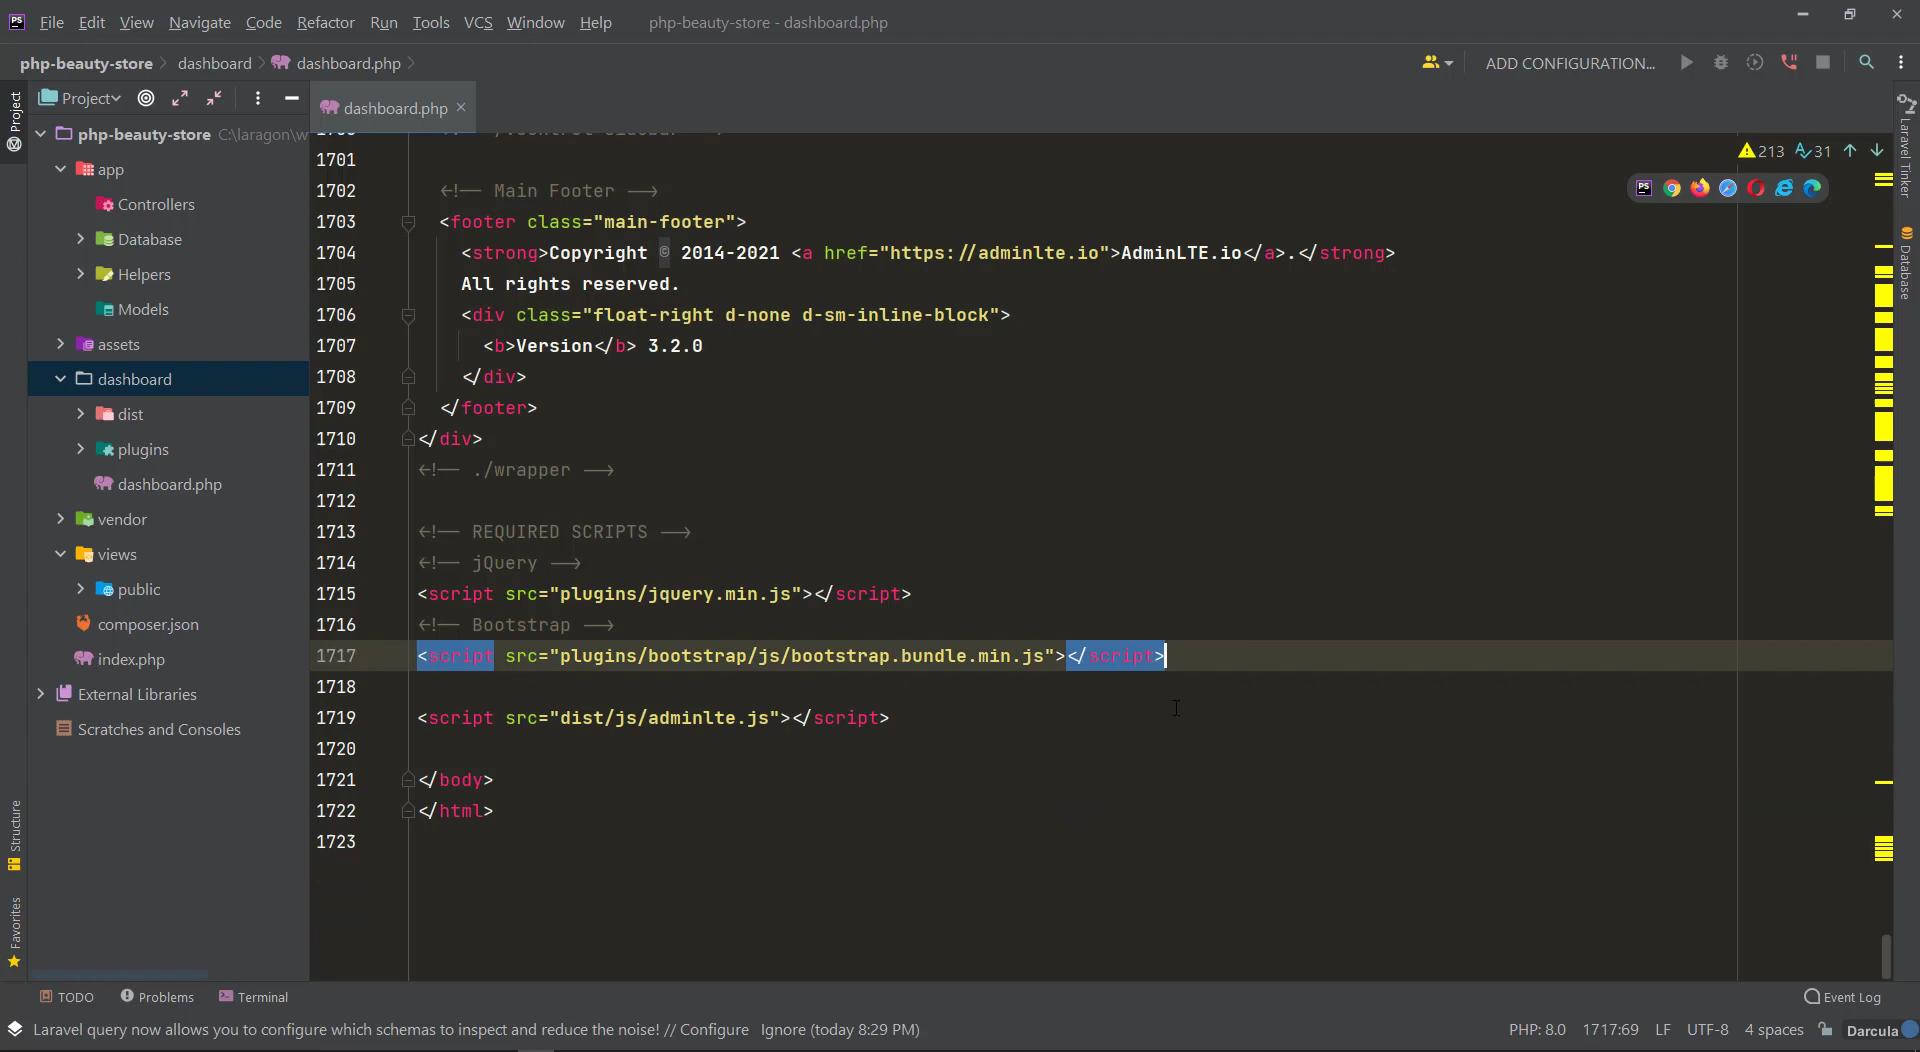 File Edit View Navigate Code Refactor Run Tools VCS Window Help php-beauty-store - dashboard.php
php-beauty-store dashboard dashboard.php ADD CONFIGURATION...
Project
Project
dashboard.php
php-beauty-store C:\laragon\w
app
Controllers
Database
Helpers
Models
assets
dashboard
dist
plugins
dashboard.php
vendor
views
public
composer.json
index.php
External Libraries
Scratches and Consoles
Structure
Favorites
213 31
1701
1702 <!-- Main Footer -->
1703 <footer class="main-footer">
1704 <strong>Copyright © 2014-2021 <a href="https://adminlte.io">AdminLTE.io</a>.</strong>
1705 All rights reserved.
1706 <div class="float-right d-none d-sm-inline-block">
1707 <b>Version</b> 3.2.0
1708 </div>
1709 </footer>
1710 </div>
1711 <!-- ./wrapper -->
1712
1713 <!-- REQUIRED SCRIPTS -->
1714 <!-- jQuery -->
1715 <script src="plugins/jquery.min.js"></script>
1716 <!-- Bootstrap -->
1717 <script src="plugins/bootstrap/js/bootstrap.bundle.min.js"></script>
1718
1719 <script src="dist/js/adminlte.js"></script>
1720
1721 </body>
1722 </html>
1723
Laravel Tinker
Database
TODO Problems Terminal Event Log
Laravel query now allows you to configure which schemas to inspect and reduce the noise! // Configure Ignore (today 8:29 PM) PHP: 8.0 1717:69 LF UTF-8 4 spaces Darcula